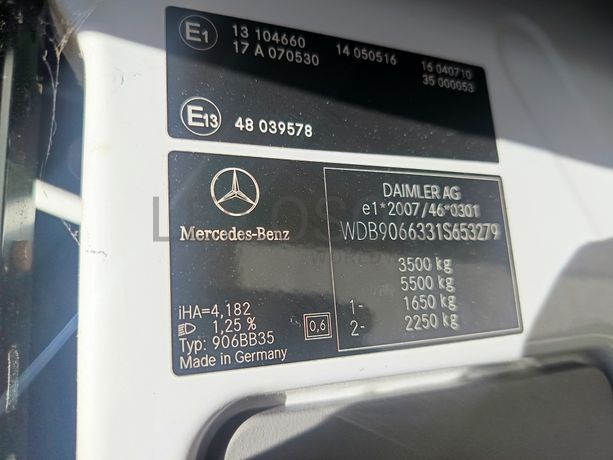 E1 13 104660 14 050516 16 040710
17 A 070530 35 000053
E13 48 039578
Mercedes-Benz
DAIMLER AG
e1*2007/46*0301
WDB9066331S653279
3500 kg
5500 kg
1- 1650 kg
2- 2250 kg
iHA=4,182
1,25 %
Typ: 906BB35
0,6
Made in Germany